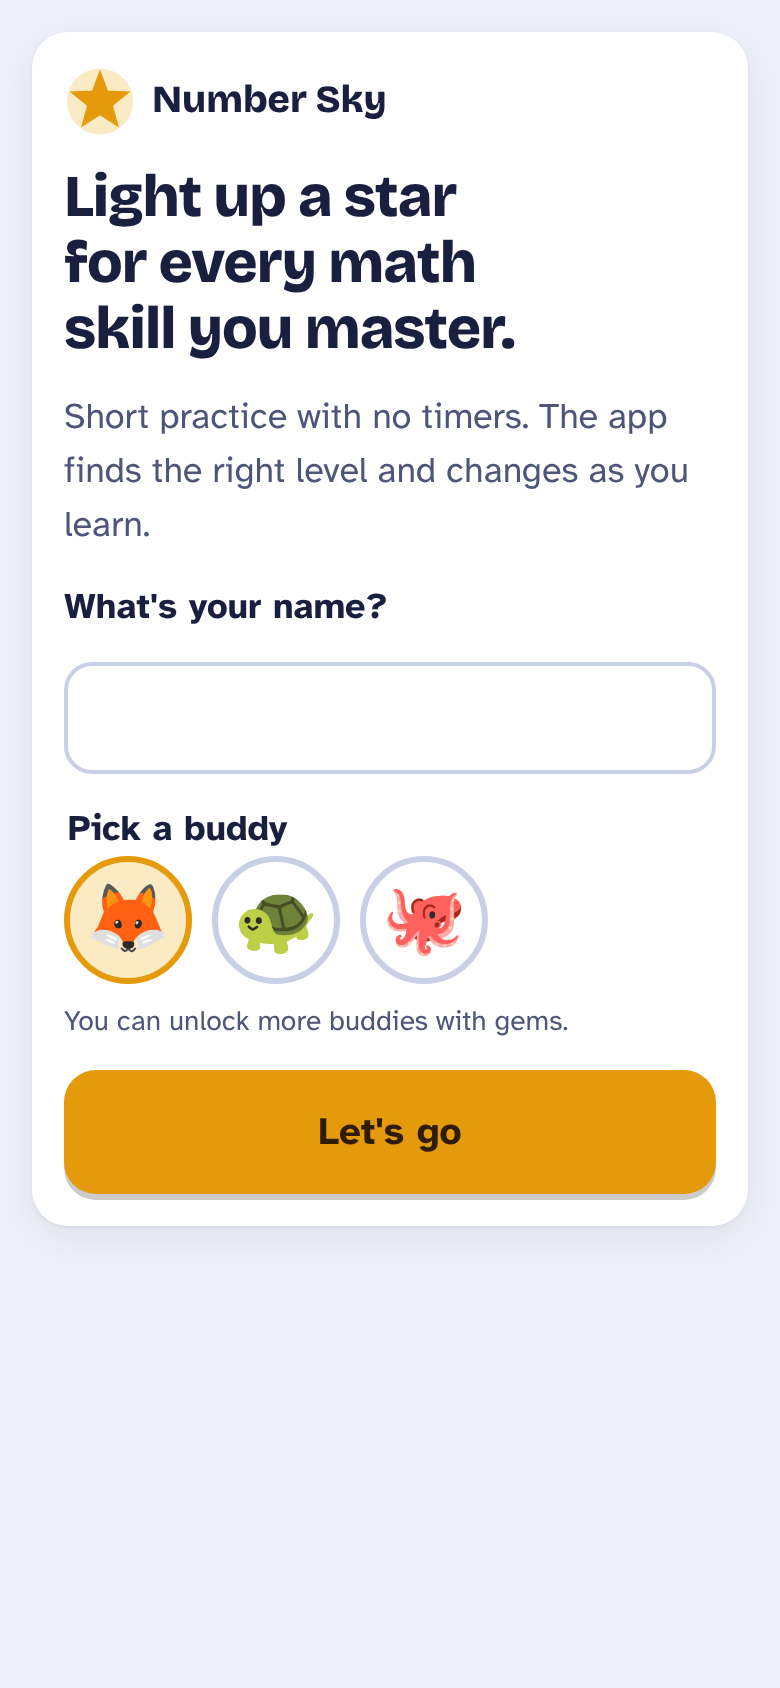 Number Sky
Light up a star
for every math
skill you master.
Short practice with no timers. The app
finds the right level and changes as you
learn.
What's your name?
Pick a buddy
You can unlock more buddies with gems.
Let's go